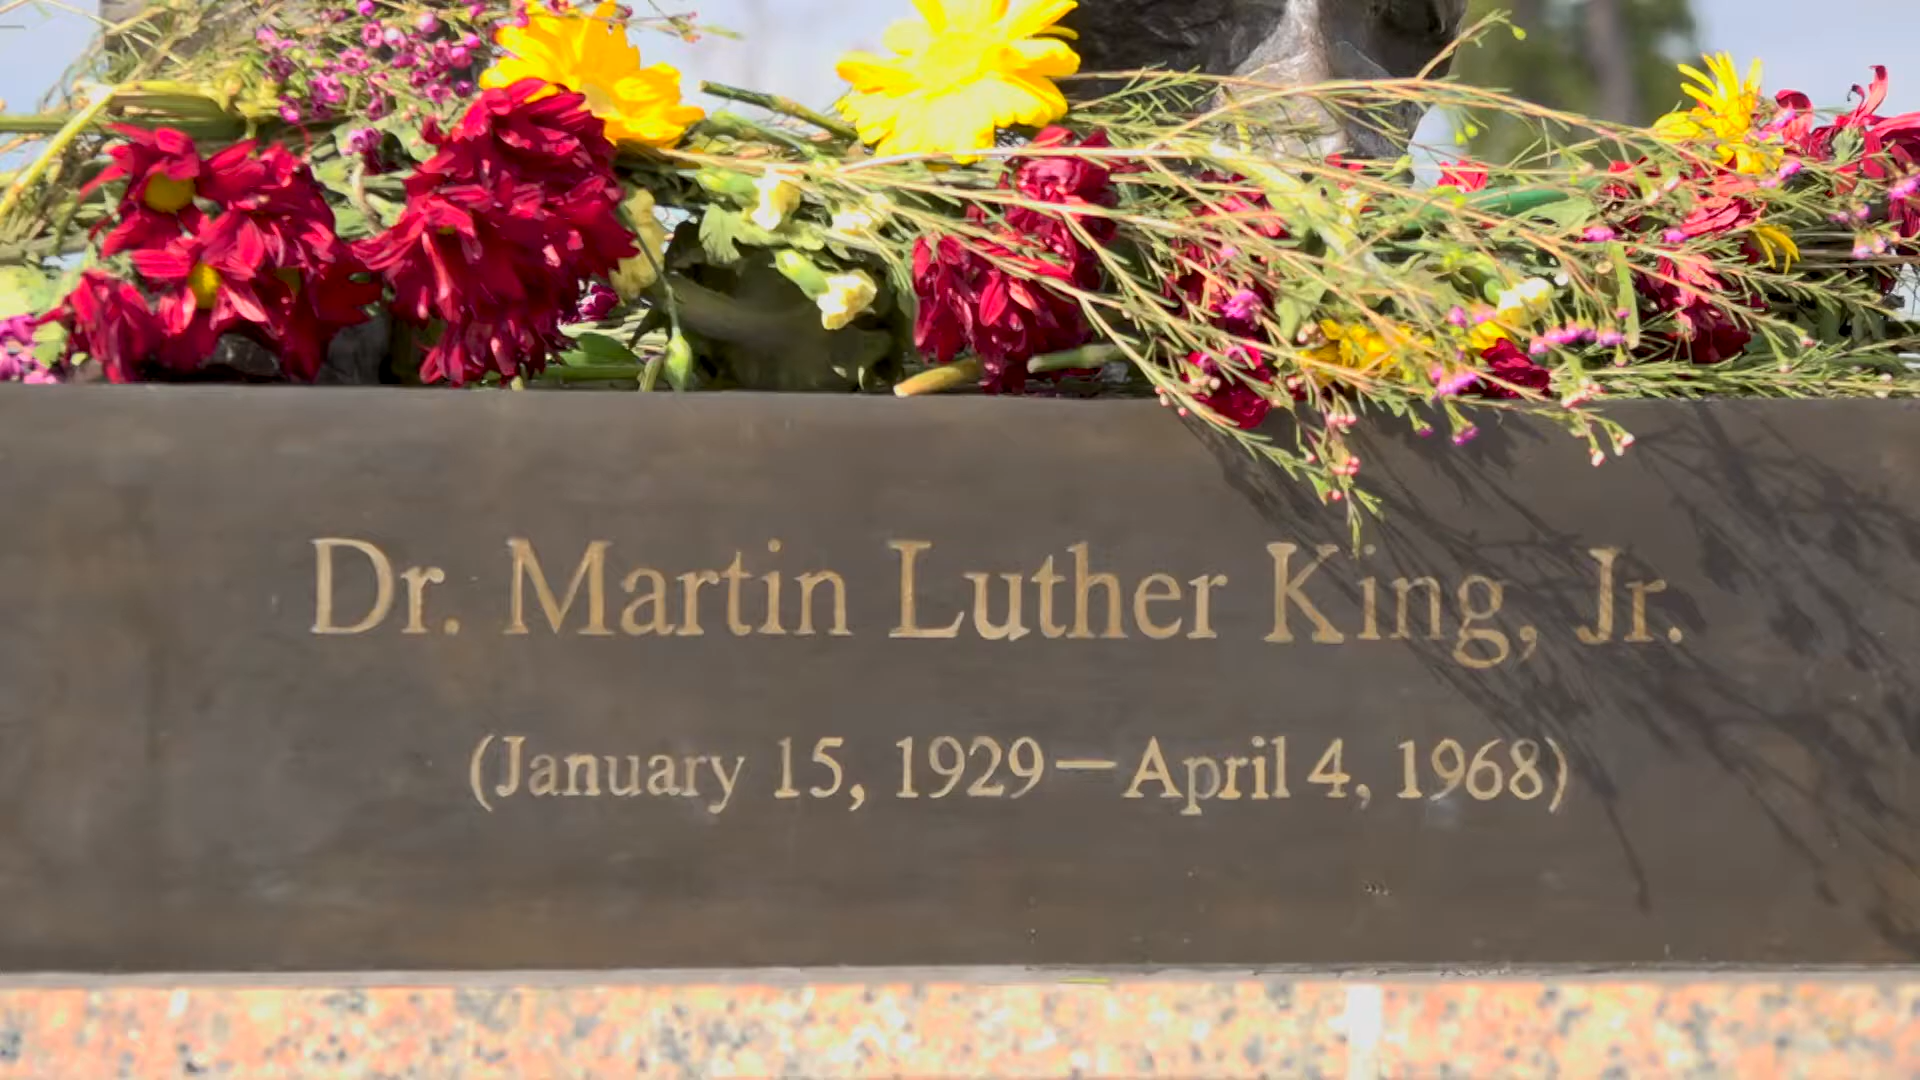 Dr. Martin Luther King, Jr.
(January 15, 1929—April 4, 1968)